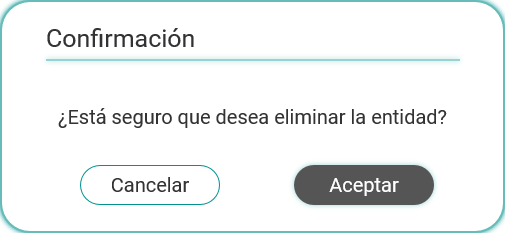 Confirmación
¿Está seguro que desea eliminar la entidad?
Cancelar
Aceptar